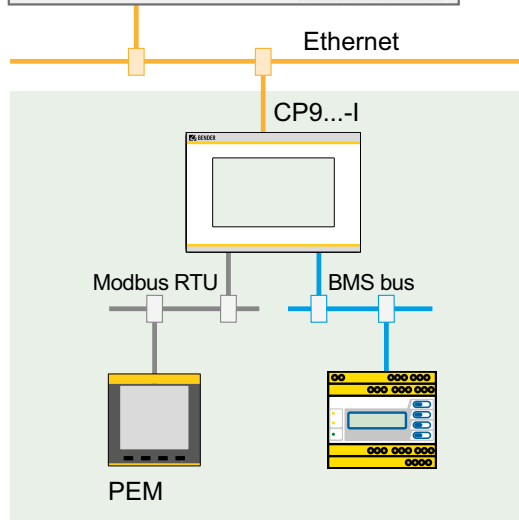 Ethernet
CP9...-I
BENDER
Modbus RTU
BMS bus
PEM